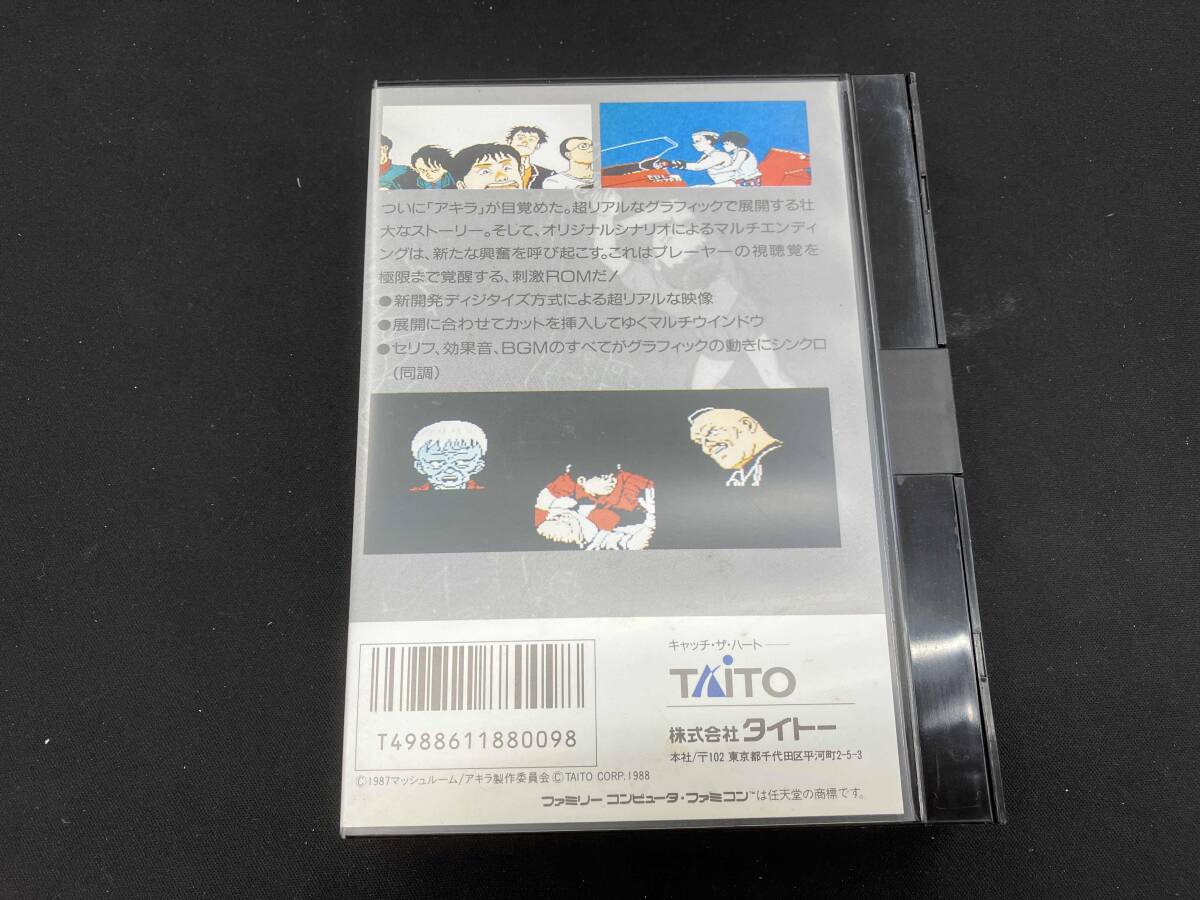 ついに「アキラ」が目覚めた。超リアルなグラフィックで展開する壮
大なストーリー。そして、オリジナルシナリオによるマルチエンディ
ングは、新たな興奮を呼び起こす。これはプレーヤーの視聴覚を
極限まで覚醒する、刺激ROMだ!
●新開発ディジタイズ方式による超リアルな映像
●展開に合わせてカットを挿入してゆくマルチウインドウ
●セリフ、効果音、BGMのすべてがグラフィックの動きにシンクロ
(同調)
キャッチ・ザ・ハート
TAITO
株式会社 タイトー
本社/〒102 東京都千代田区平河町2-5-3
T4988611880098
©1987マッシュルーム/アキラ製作委員会 © TAITO CORP. 1988
ファミリー コンピュータ・ファミコン™は任天堂の商標です。